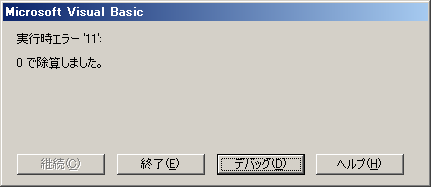 Microsoft Visual Basic
実行時エラー '11':
0 で除算しました。
継続(C)
終了(E)
デバッグ(D)
ヘルプ(H)